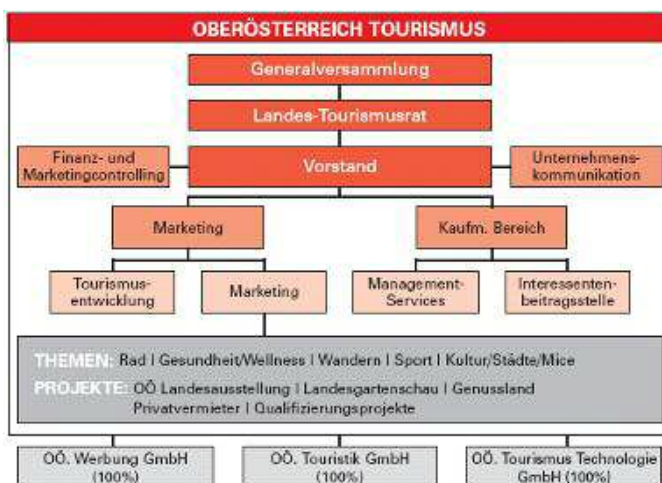 OBERÖSTERREICH TOURISMUS
Generalversammlung
Landes-Tourismusrat
Finanz- und
Marketingcontrolling
Vorstand
Unternehmens-
kommunikation
Marketing
Kaufm. Bereich
Tourismus-
entwicklung
Marketing
Management-
Services
Interessenten-
beitragsstelle
THEMEN: Rad | Gesundheit/Wellness | Wandern | Sport | Kultur/Städte/Mice
PROJEKTE: OÖ Landesausstellung | Landesgartenschau | Genussland
Privatvermieter | Qualifizierungsprojekte
OÖ. Werbung GmbH
(100%)
OÖ. Touristik GmbH
(100%)
OÖ. Tourismus Technologie
GmbH (100%)